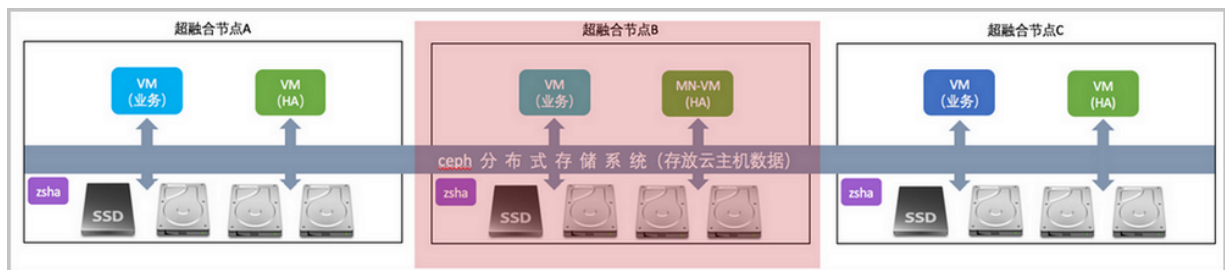 超融合节点A
超融合节点B
超融合节点C
VM
（业务）
VM
(HA)
VM
（业务）
MN-VM
(HA)
VM
（业务）
VM
(HA)
ceph 分 布 式 存 储 系 统（存放云主机数据）
zsha
SSD
zsha
SSD
zsha
SSD